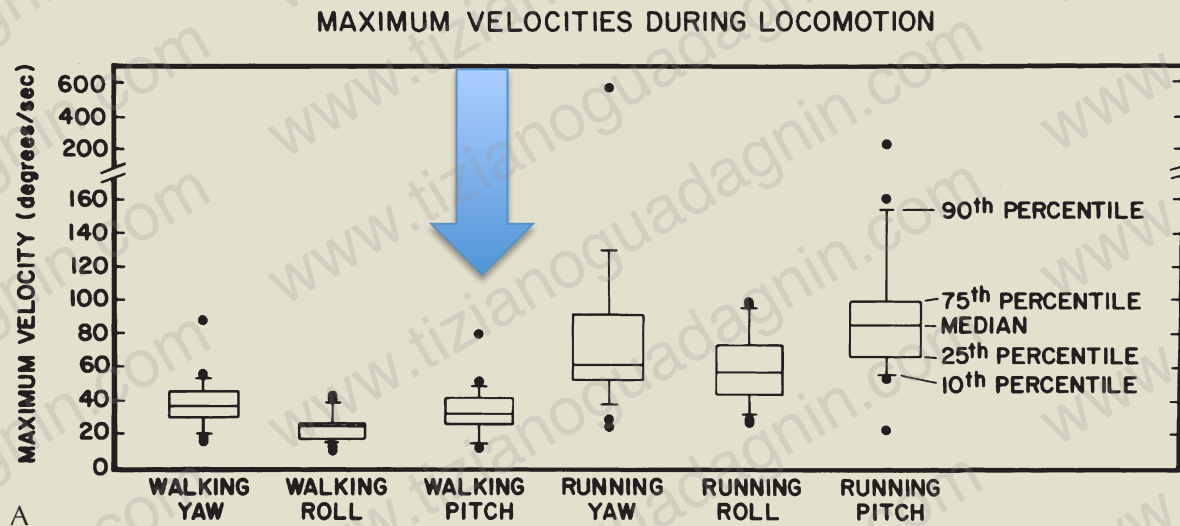 MAXIMUM VELOCITIES DURING LOCOMOTION
MAXIMUM VELOCITY (degrees/sec)
600
400
200
160
140
120
100
80
60
40
20
0
90th PERCENTILE
75th PERCENTILE
MEDIAN
25th PERCENTILE
10th PERCENTILE
WALKING YAW
WALKING ROLL
WALKING PITCH
RUNNING YAW
RUNNING ROLL
RUNNING PITCH
A
www.tizianoguadagnin.com